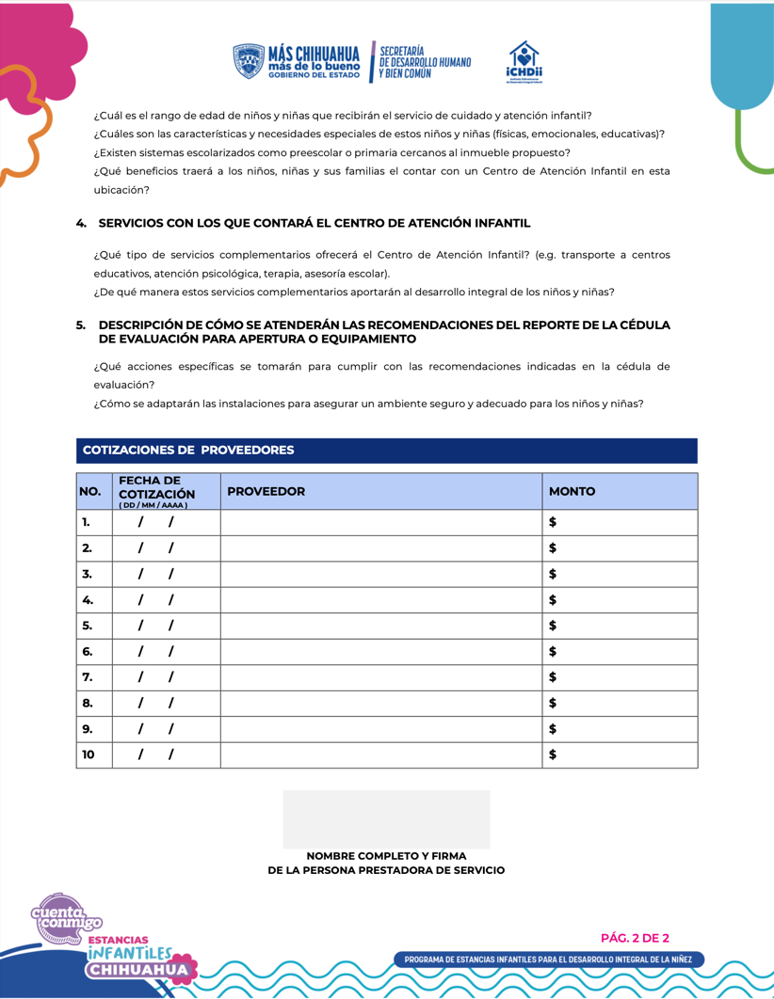 MÁS CHIHUAHUA
más de lo bueno
GOBIERNO DEL ESTADO
SECRETARÍA
DE DESARROLLO HUMANO
Y BIEN COMÚN
iCHDii
¿Cuál es el rango de edad de niños y niñas que recibirán el servicio de cuidado y atención infantil?
¿Cuáles son las características y necesidades especiales de estos niños y niñas (físicas, emocionales, educativas)?
¿Existen sistemas escolarizados como preescolar o primaria cercanos al inmueble propuesto?
¿Qué beneficios traerá a los niños, niñas y sus familias el contar con un Centro de Atención Infantil en esta
ubicación?
4. SERVICIOS CON LOS QUE CONTARÁ EL CENTRO DE ATENCIÓN INFANTIL
¿Qué tipo de servicios complementarios ofrecerá el Centro de Atención Infantil? (e.g. transporte a centros
educativos, atención psicológica, terapia, asesoría escolar).
¿De qué manera estos servicios complementarios aportarán al desarrollo integral de los niños y niñas?
5. DESCRIPCIÓN DE CÓMO SE ATENDERÁN LAS RECOMENDACIONES DEL REPORTE DE LA CÉDULA
DE EVALUACIÓN PARA APERTURA O EQUIPAMIENTO
¿Qué acciones específicas se tomarán para cumplir con las recomendaciones indicadas en la cédula de
evaluación?
¿Cómo se adaptarán las instalaciones para asegurar un ambiente seguro y adecuado para los niños y niñas?
COTIZACIONES DE PROVEEDORES
NO. FECHA DE COTIZACIÓN ( DD / MM / AAAA ) PROVEEDOR MONTO
1. / / $
2. / / $
3. / / $
4. / / $
5. / / $
6. / / $
7. / / $
8. / / $
9. / / $
10 / / $
NOMBRE COMPLETO Y FIRMA
DE LA PERSONA PRESTADORA DE SERVICIO
cuenta
conmigo
ESTANCIAS
iNFANTiLES
CHIHUAHUA
PÁG. 2 DE 2
PROGRAMA DE ESTANCIAS INFANTILES PARA EL DESARROLLO INTEGRAL DE LA NIÑEZ